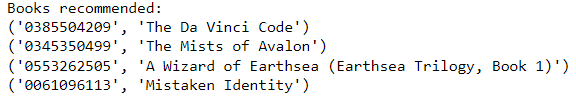 Books recommended:
('0385504209', 'The Da Vinci Code')
('0345350499', 'The Mists of Avalon')
('0553262505', 'A Wizard of Earthsea (Earthsea Trilogy, Book 1)')
('0061096113', 'Mistaken Identity')